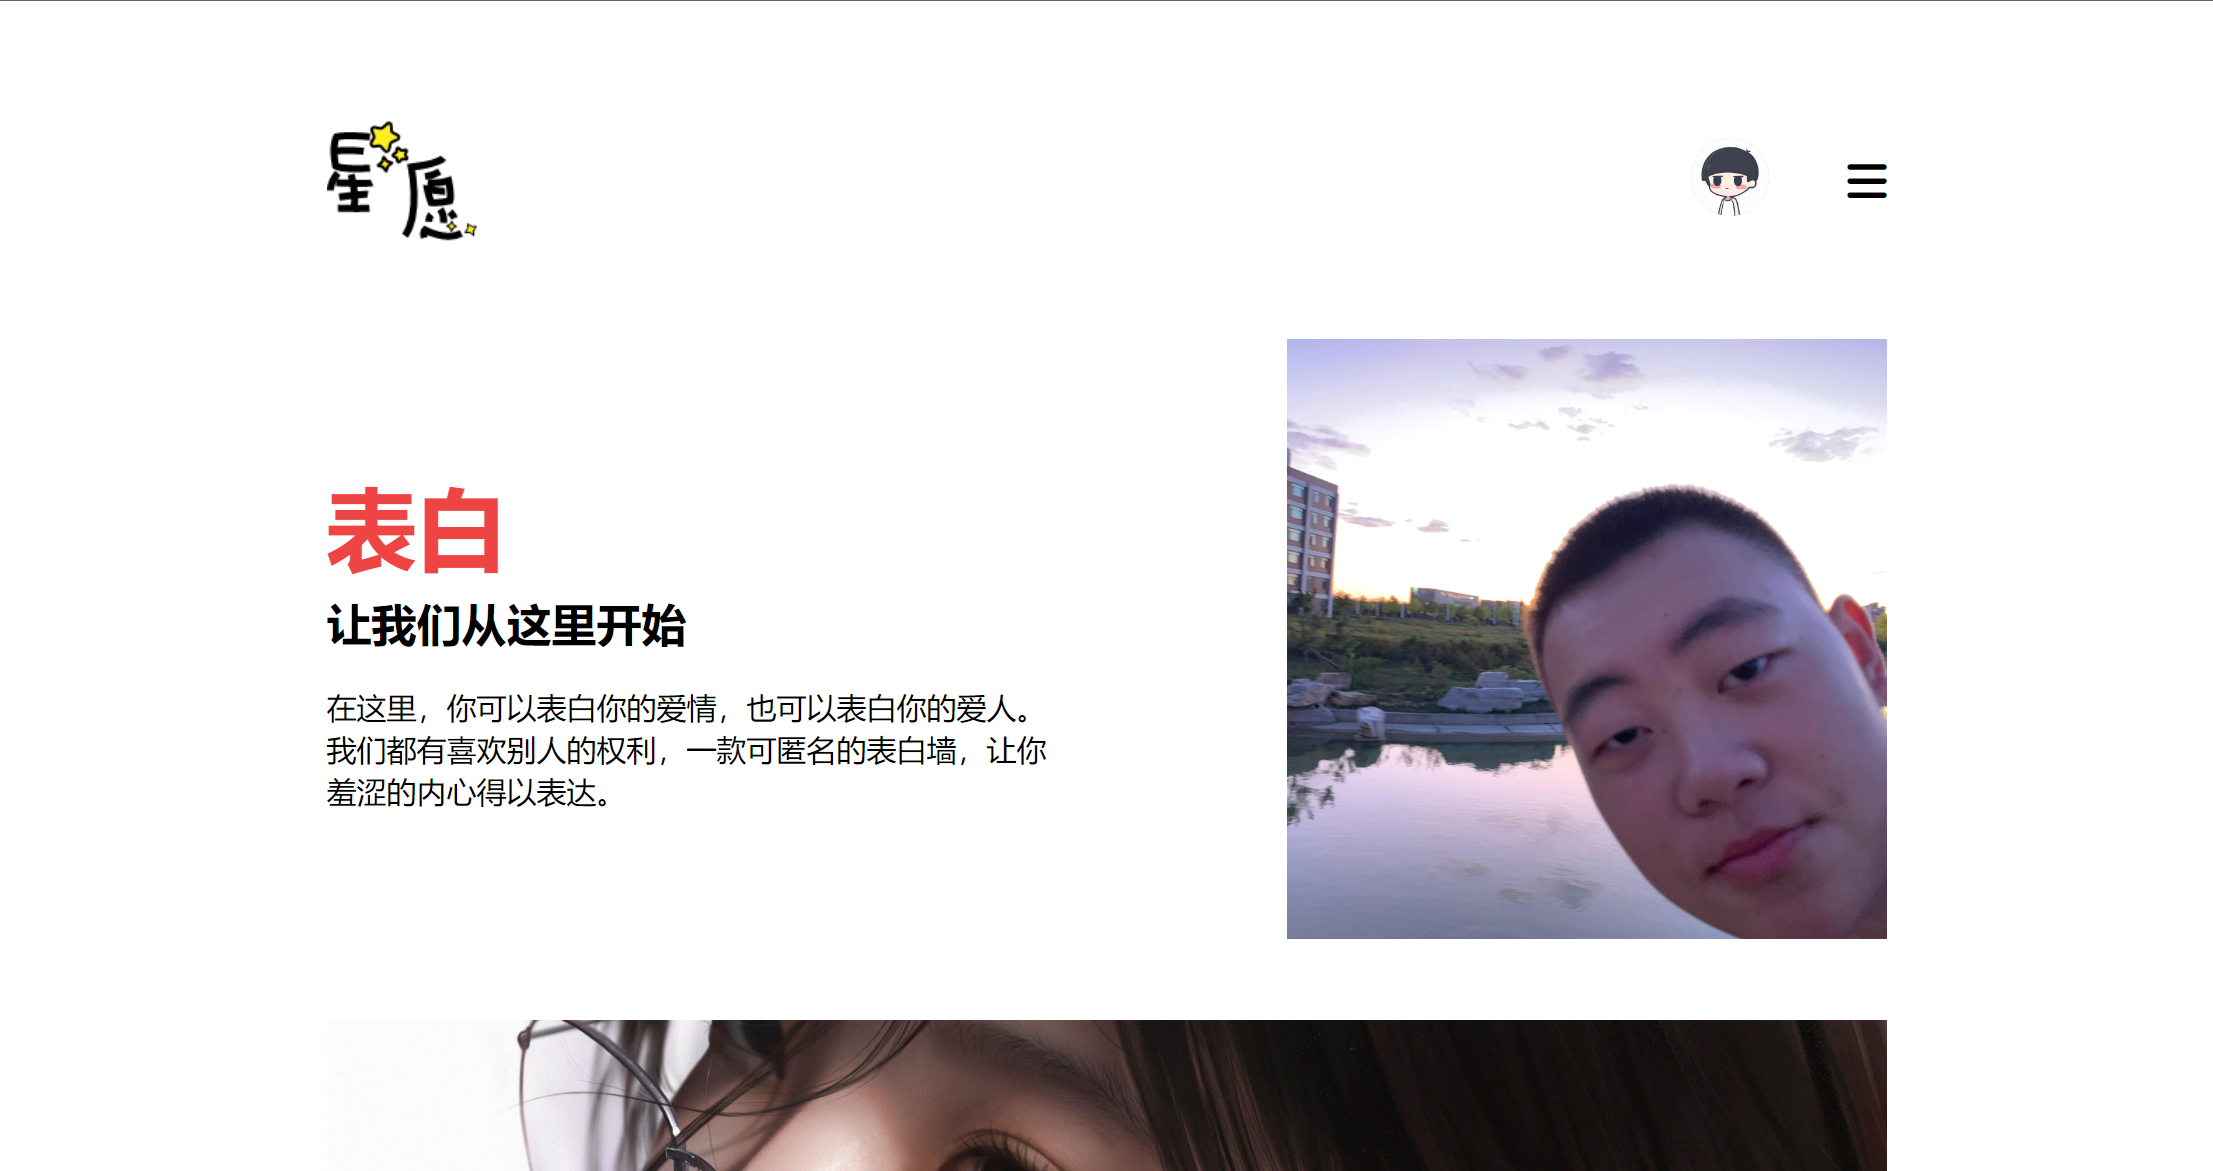 星愿
表白
让我们从这里开始
在这里，你可以表白你的爱情，也可以表白你的爱人。
我们都有喜欢别人的权利，一款可匿名的表白墙，让你
羞涩的内心得以表达。